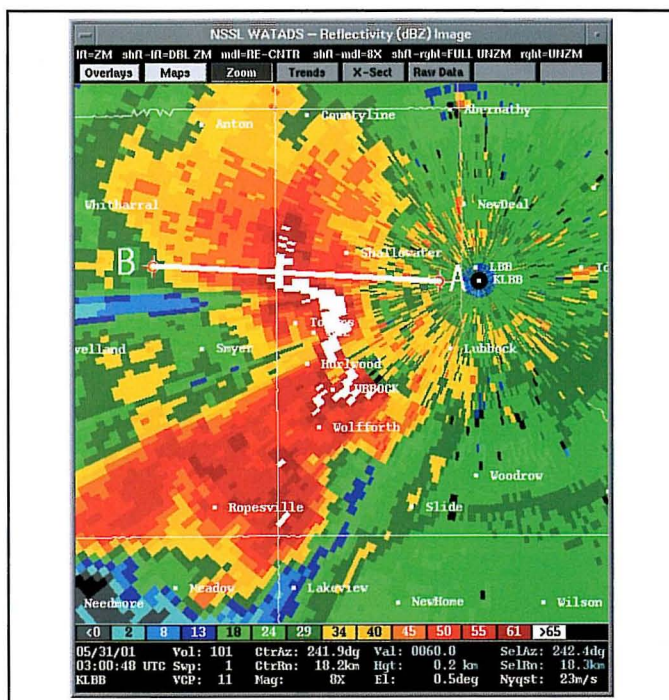 NSSL WATADS – Reflectivity (dBZ) Image
lft=ZM shft-lft=DBL ZM mdl=RE-CNTR shft-mdl=8X shft-rght=FULL UNZM rght=UNZM
Overlays Maps Zoom Trends X-Sect Raw Data
Abernathy
Countyline
Anton
Whitharral
NewDeal
Shallowater
B
A
LBB
KLBB
Smyer
Lubbock
Hurlwood
LUBBOCK
Wolfforth
Woodrow
Ropesville
Slide
Meadow
Lakeview
Needmore
NewHome
Wilson
<0 2 8 13 18 24 29 34 40 45 50 55 61 >65
05/31/01 Vol: 101 CtrAz: 241.9dg Val: 0060.0 SelAz: 242.4dg
03:00:48 UTC Swp: 1 CtrRn: 18.2km Hgt: 0.2 km SelRn: 18.3km
KLBB VCP: 11 Mag: 8X El: 0.5deg Nyqst: 23m/s